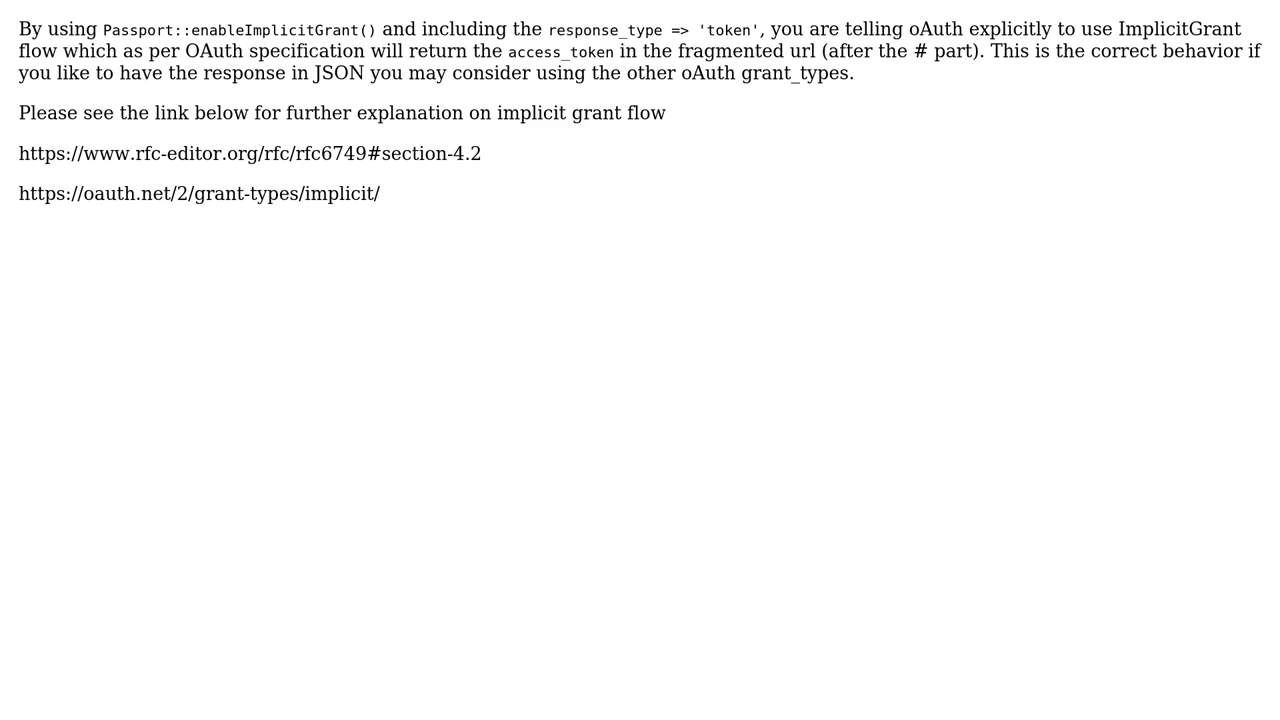 By using Passport::enableImplicitGrant() and including the response_type => 'token', you are telling oAuth explicitly to use ImplicitGrant
flow which as per OAuth specification will return the access_token in the fragmented url (after the # part). This is the correct behavior if
you like to have the response in JSON you may consider using the other oAuth grant_types.
Please see the link below for further explanation on implicit grant flow
https://www.rfc-editor.org/rfc/rfc6749#section-4.2
https://oauth.net/2/grant-types/implicit/